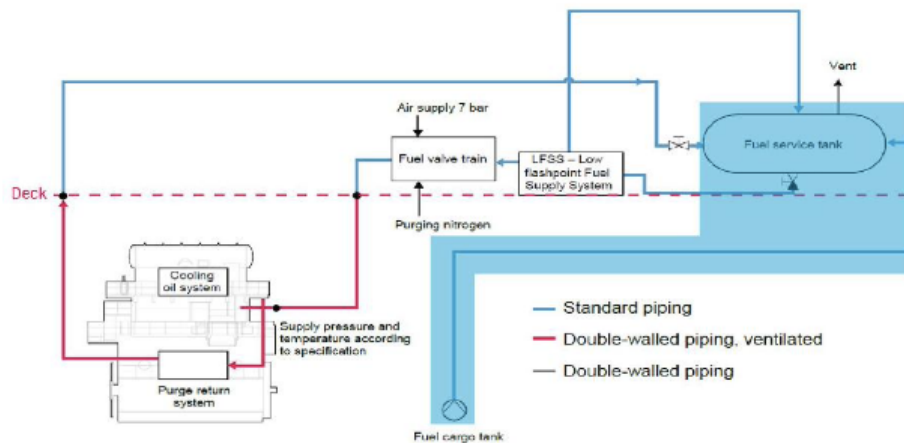 Vent
Air supply 7 bar
Fuel valve train
LFSS – Low
flashpoint Fuel
Supply System
Fuel service tank
Deck
Purging nitrogen
Cooling
oil system
Supply pressure and
temperature according
to specification
Purge return
system
Standard piping
Double-walled piping, ventilated
Double-walled piping
Fuel cargo tank